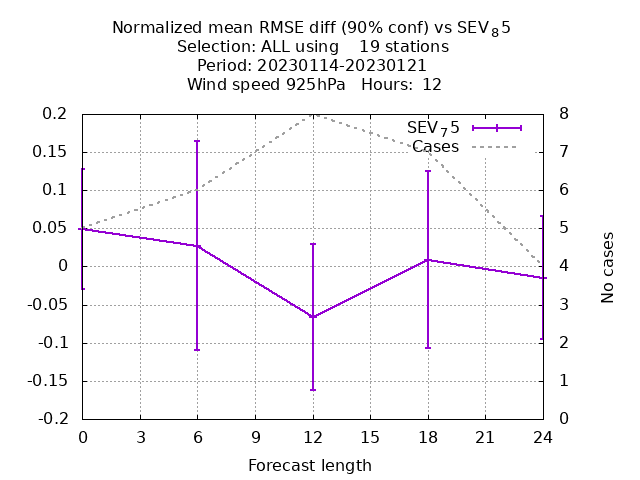 Normalized mean RMSE diff (90% conf) vs SEV₈5
Selection: ALL using    19 stations
Period: 20230114-20230121
Wind speed 925hPa   Hours:  12
SEV₇5
Cases
0.2
0.15
0.1
0.05
0
-0.05
-0.1
-0.15
-0.2
8
7
6
5
4
3
2
1
0
No cases
0 3 6 9 12 15 18 21 24
Forecast length